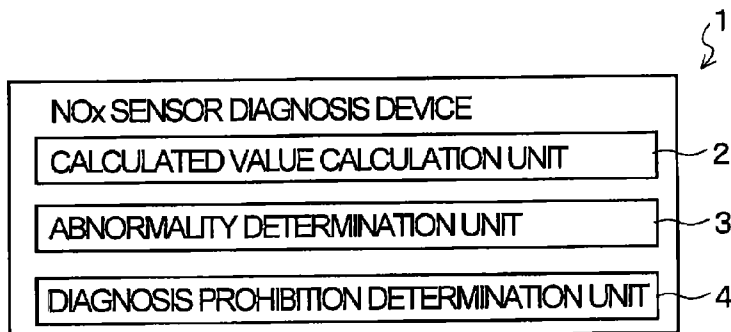 1
NOx SENSOR DIAGNOSIS DEVICE
CALCULATED VALUE CALCULATION UNIT 2
ABNORMALITY DETERMINATION UNIT 3
DIAGNOSIS PROHIBITION DETERMINATION UNIT 4